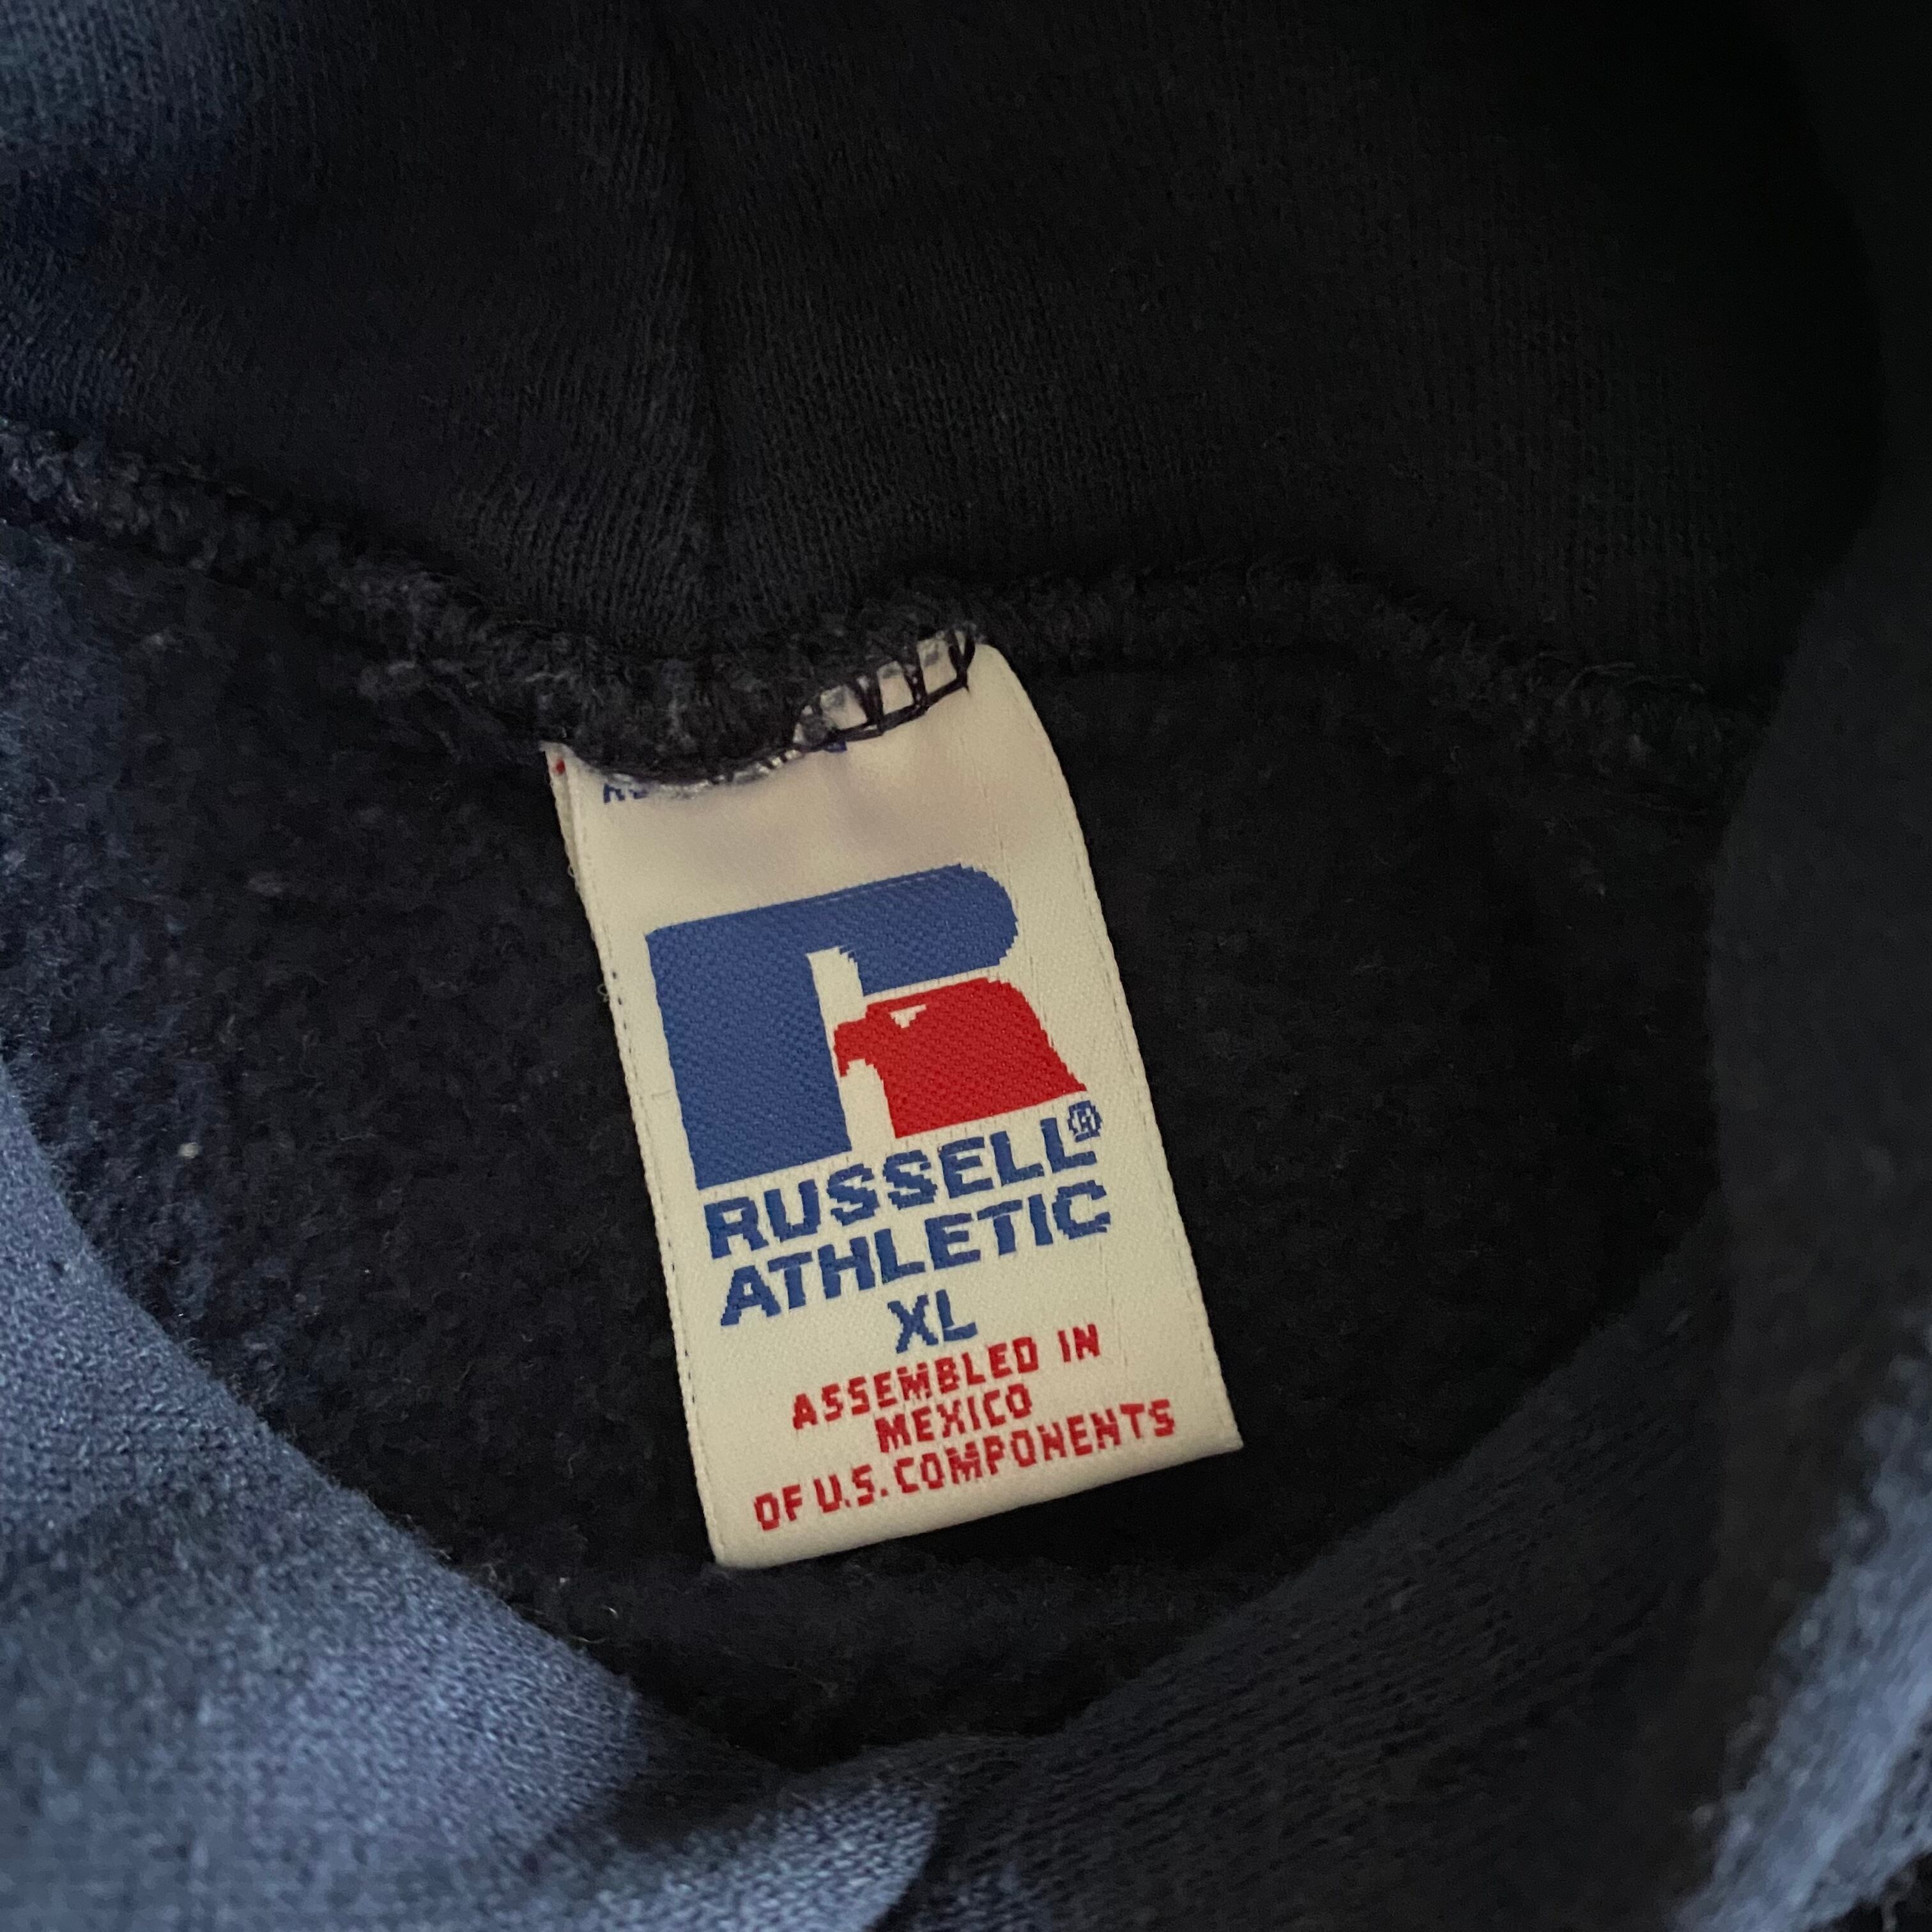 RUSSELL®
ATHLETIC
XL
ASSEMBLED IN
MEXICO
OF U.S. COMPONENTS